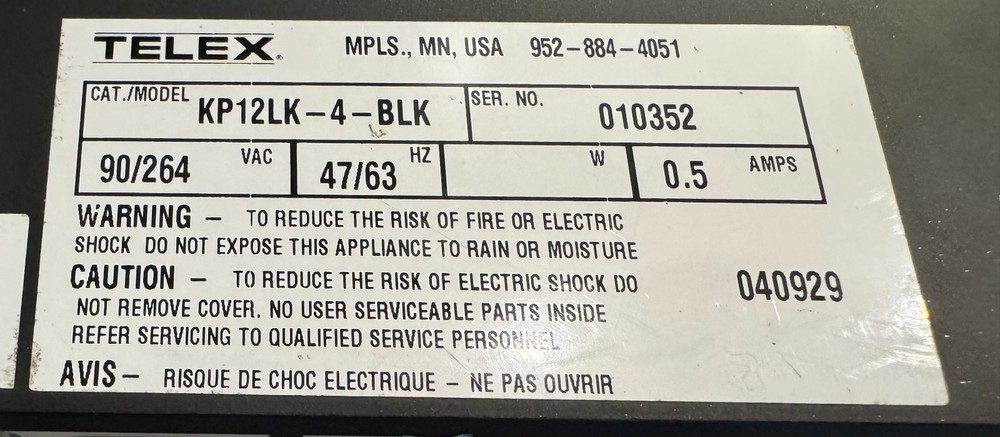 TELEX® MPLS., MN, USA 952-884-4051
CAT./MODEL KP12LK-4-BLK SER. NO. 010352
90/264 VAC 47/63 HZ W 0.5 AMPS
WARNING - TO REDUCE THE RISK OF FIRE OR ELECTRIC
SHOCK DO NOT EXPOSE THIS APPLIANCE TO RAIN OR MOISTURE
CAUTION - TO REDUCE THE RISK OF ELECTRIC SHOCK DO
NOT REMOVE COVER. NO USER SERVICEABLE PARTS INSIDE
REFER SERVICING TO QUALIFIED SERVICE PERSONNEL
040929
AVIS - RISQUE DE CHOC ELECTRIQUE - NE PAS OUVRIR